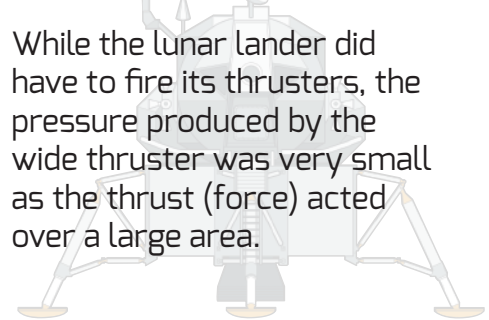 While the lunar lander did
have to fire its thrusters, the
pressure produced by the
wide thruster was very small
as the thrust (force) acted
over a large area.